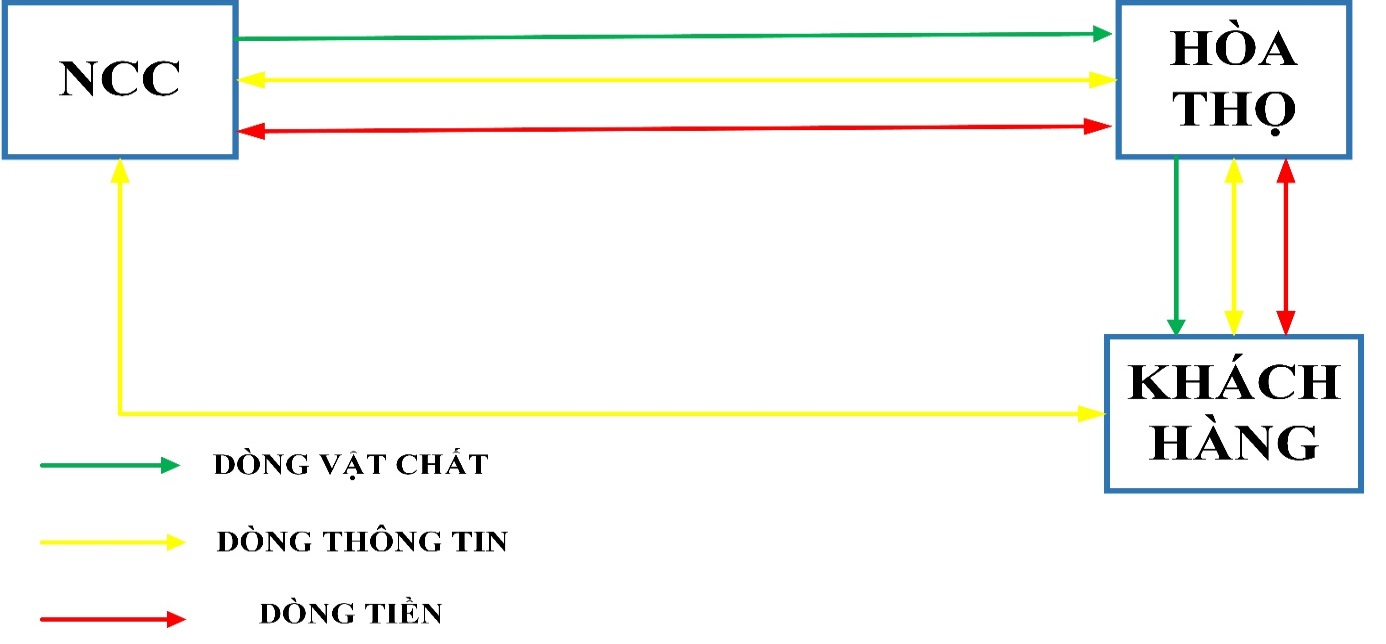 NCC
HÒA
THỌ
KHÁCH
HÀNG
DÒNG VẬT CHẤT
DÒNG THÔNG TIN
DÒNG TIỀN